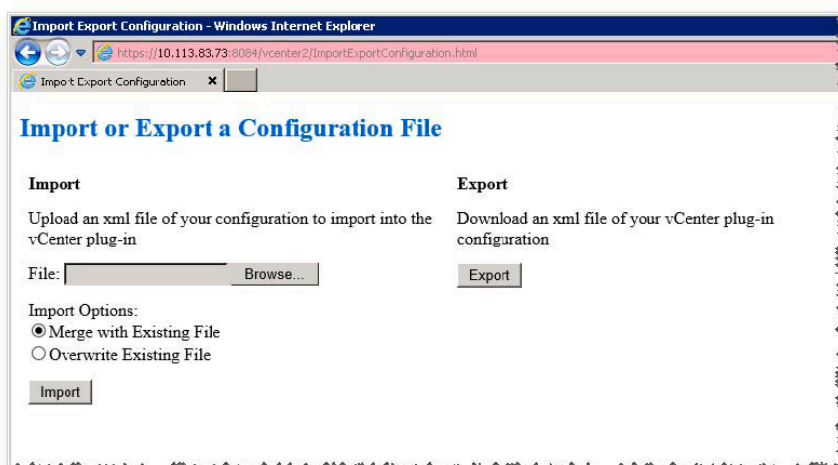 Import Export Configuration - Windows Internet Explorer
https://10.113.83.73:8084/vcenter2/ImportExportConfiguration.html
Import Export Configuration
Import or Export a Configuration File
Import
Upload an xml file of your configuration to import into the
vCenter plug-in
File:
Browse...
Import Options:
Merge with Existing File
Overwrite Existing File
Import
Export
Download an xml file of your vCenter plug-in
configuration
Export